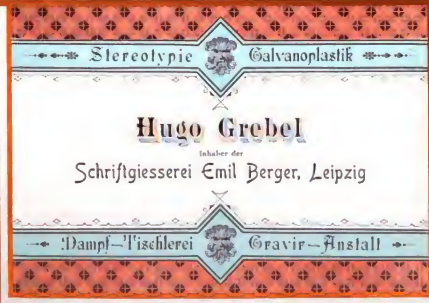 Stereotypie Galvanoplastik
Hugo Grebel
Inhaber der
Schriftgiesserei Emil Berger, Leipzig
Dampf-Tischlerei Gravir-Anstalt